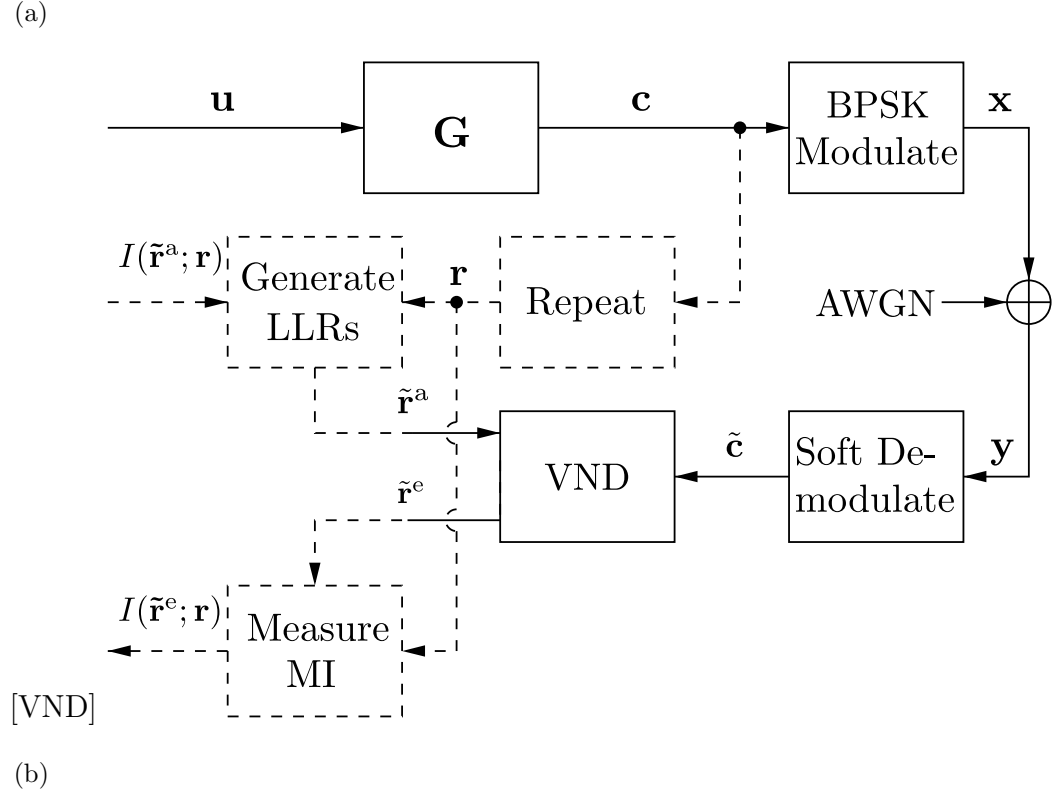 (a)
u
G
c
BPSK
Modulate
x
I(r̃ᵃ; r)
Generate
LLRs
r
Repeat
AWGN
r̃ᵃ
VND
c̃
Soft De-
modulate
y
r̃ᵉ
I(r̃ᵉ; r)
Measure
MI
[VND]
(b)